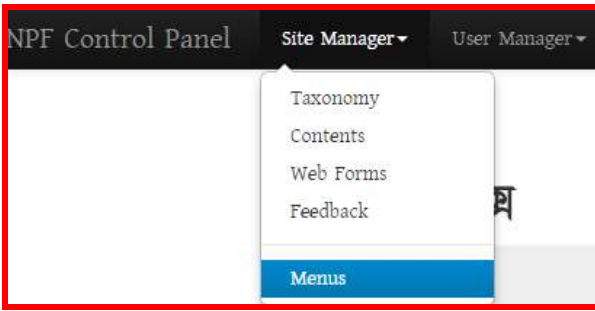 NPF Control Panel Site Manager User Manager
Taxonomy
Contents
Web Forms
Feedback
Menus